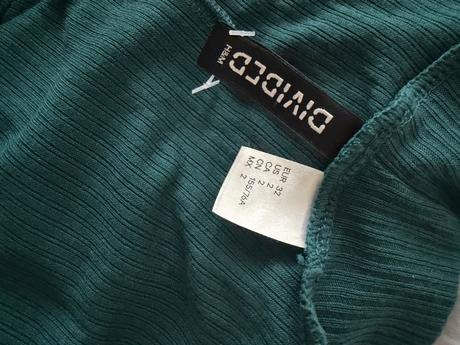 DIVIDED
H&M
EUR 32
US 2
CA 2
CN 155/76A
MX 2